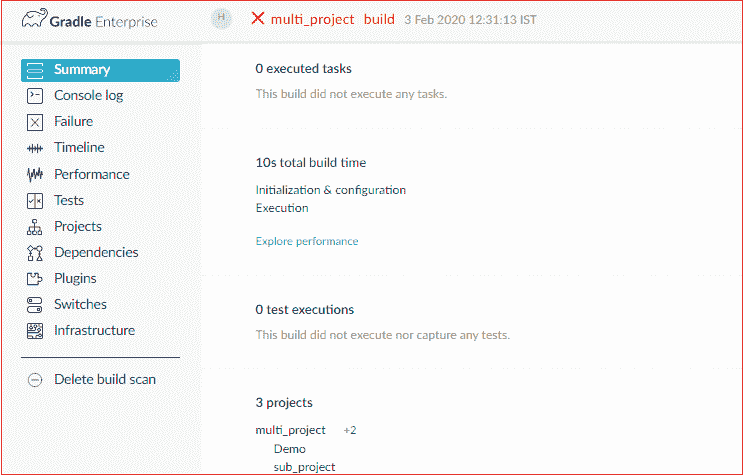 Gradle Enterprise
H
multi_project build 3 Feb 2020 12:31:13 IST
Summary
Console log
Failure
Timeline
Performance
Tests
Projects
Dependencies
Plugins
Switches
Infrastructure
Delete build scan
0 executed tasks
This build did not execute any tasks.
10s total build time
Initialization & configuration
Execution
Explore performance
0 test executions
This build did not execute nor capture any tests.
3 projects
multi_project +2
Demo
sub_project